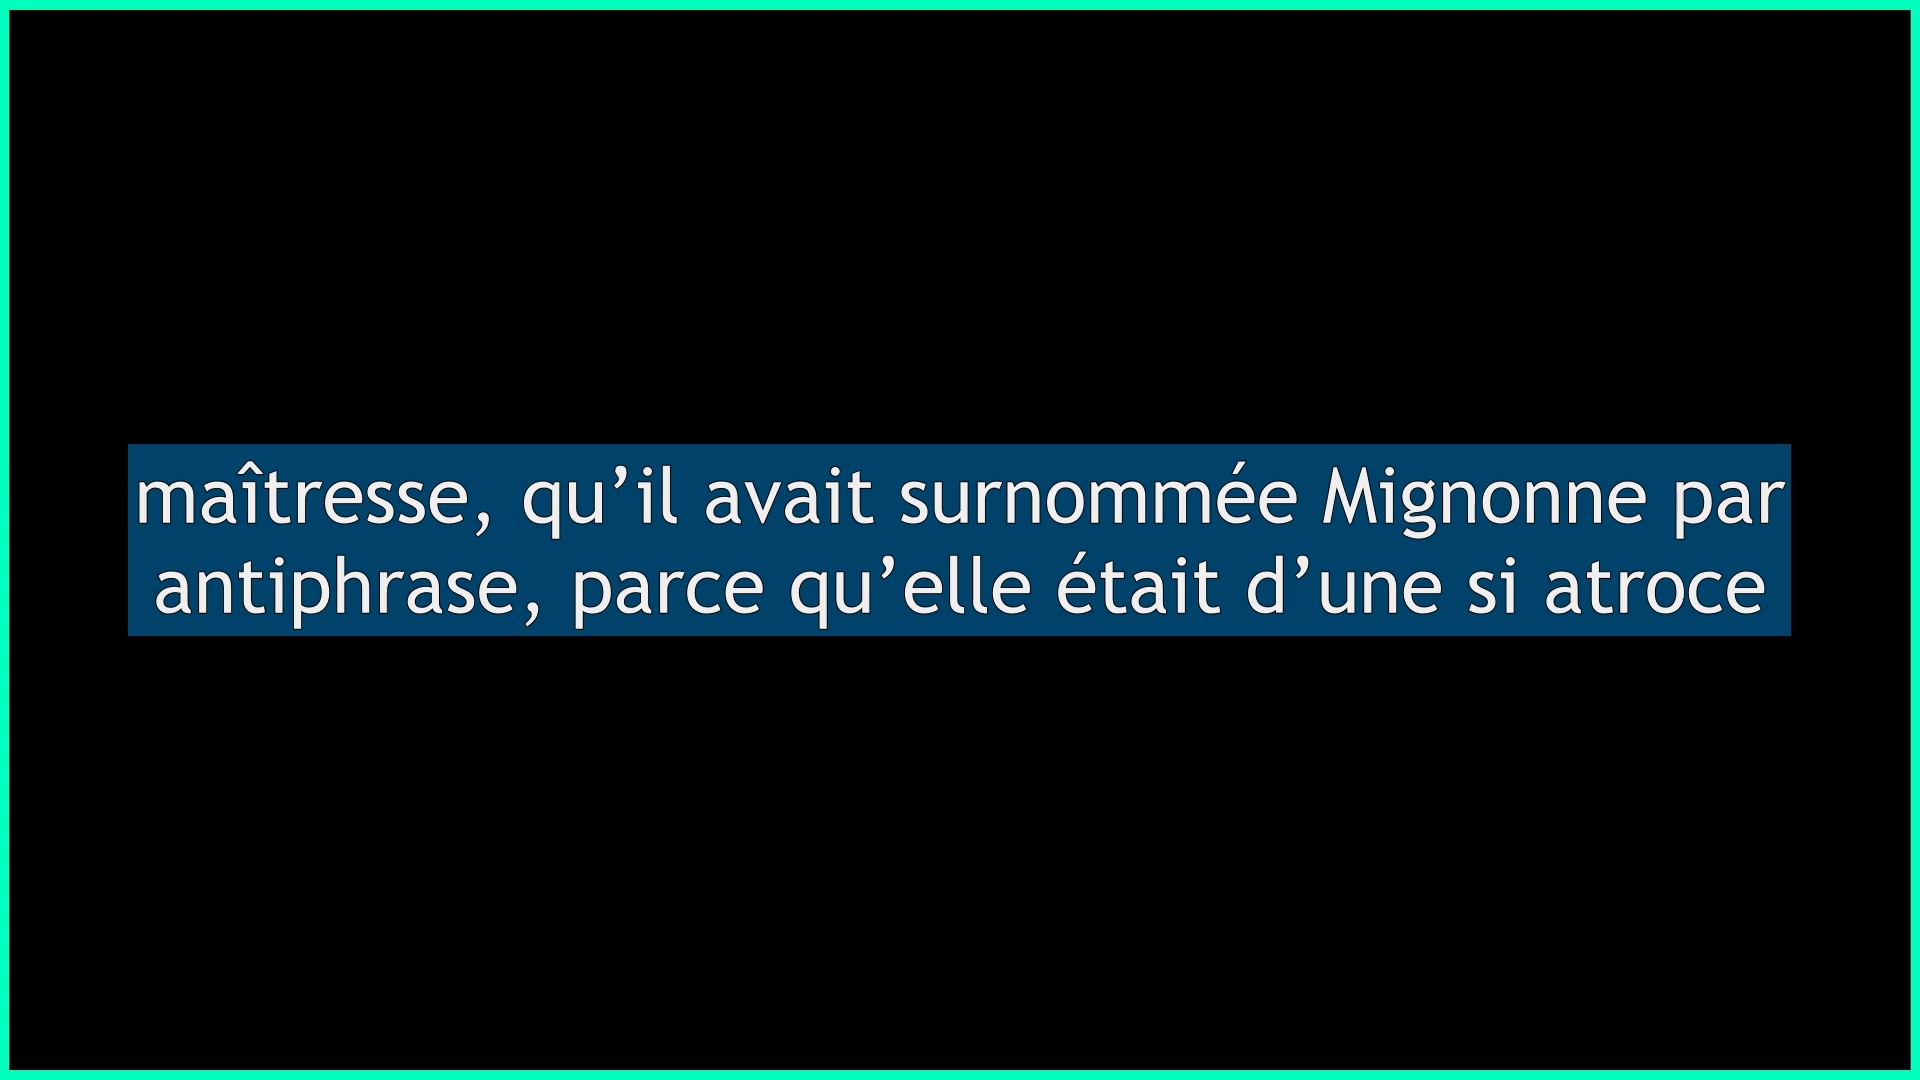 maîtresse, qu’il avait surnommée Mignonne par
antiphrase, parce qu’elle était d’une si atroce